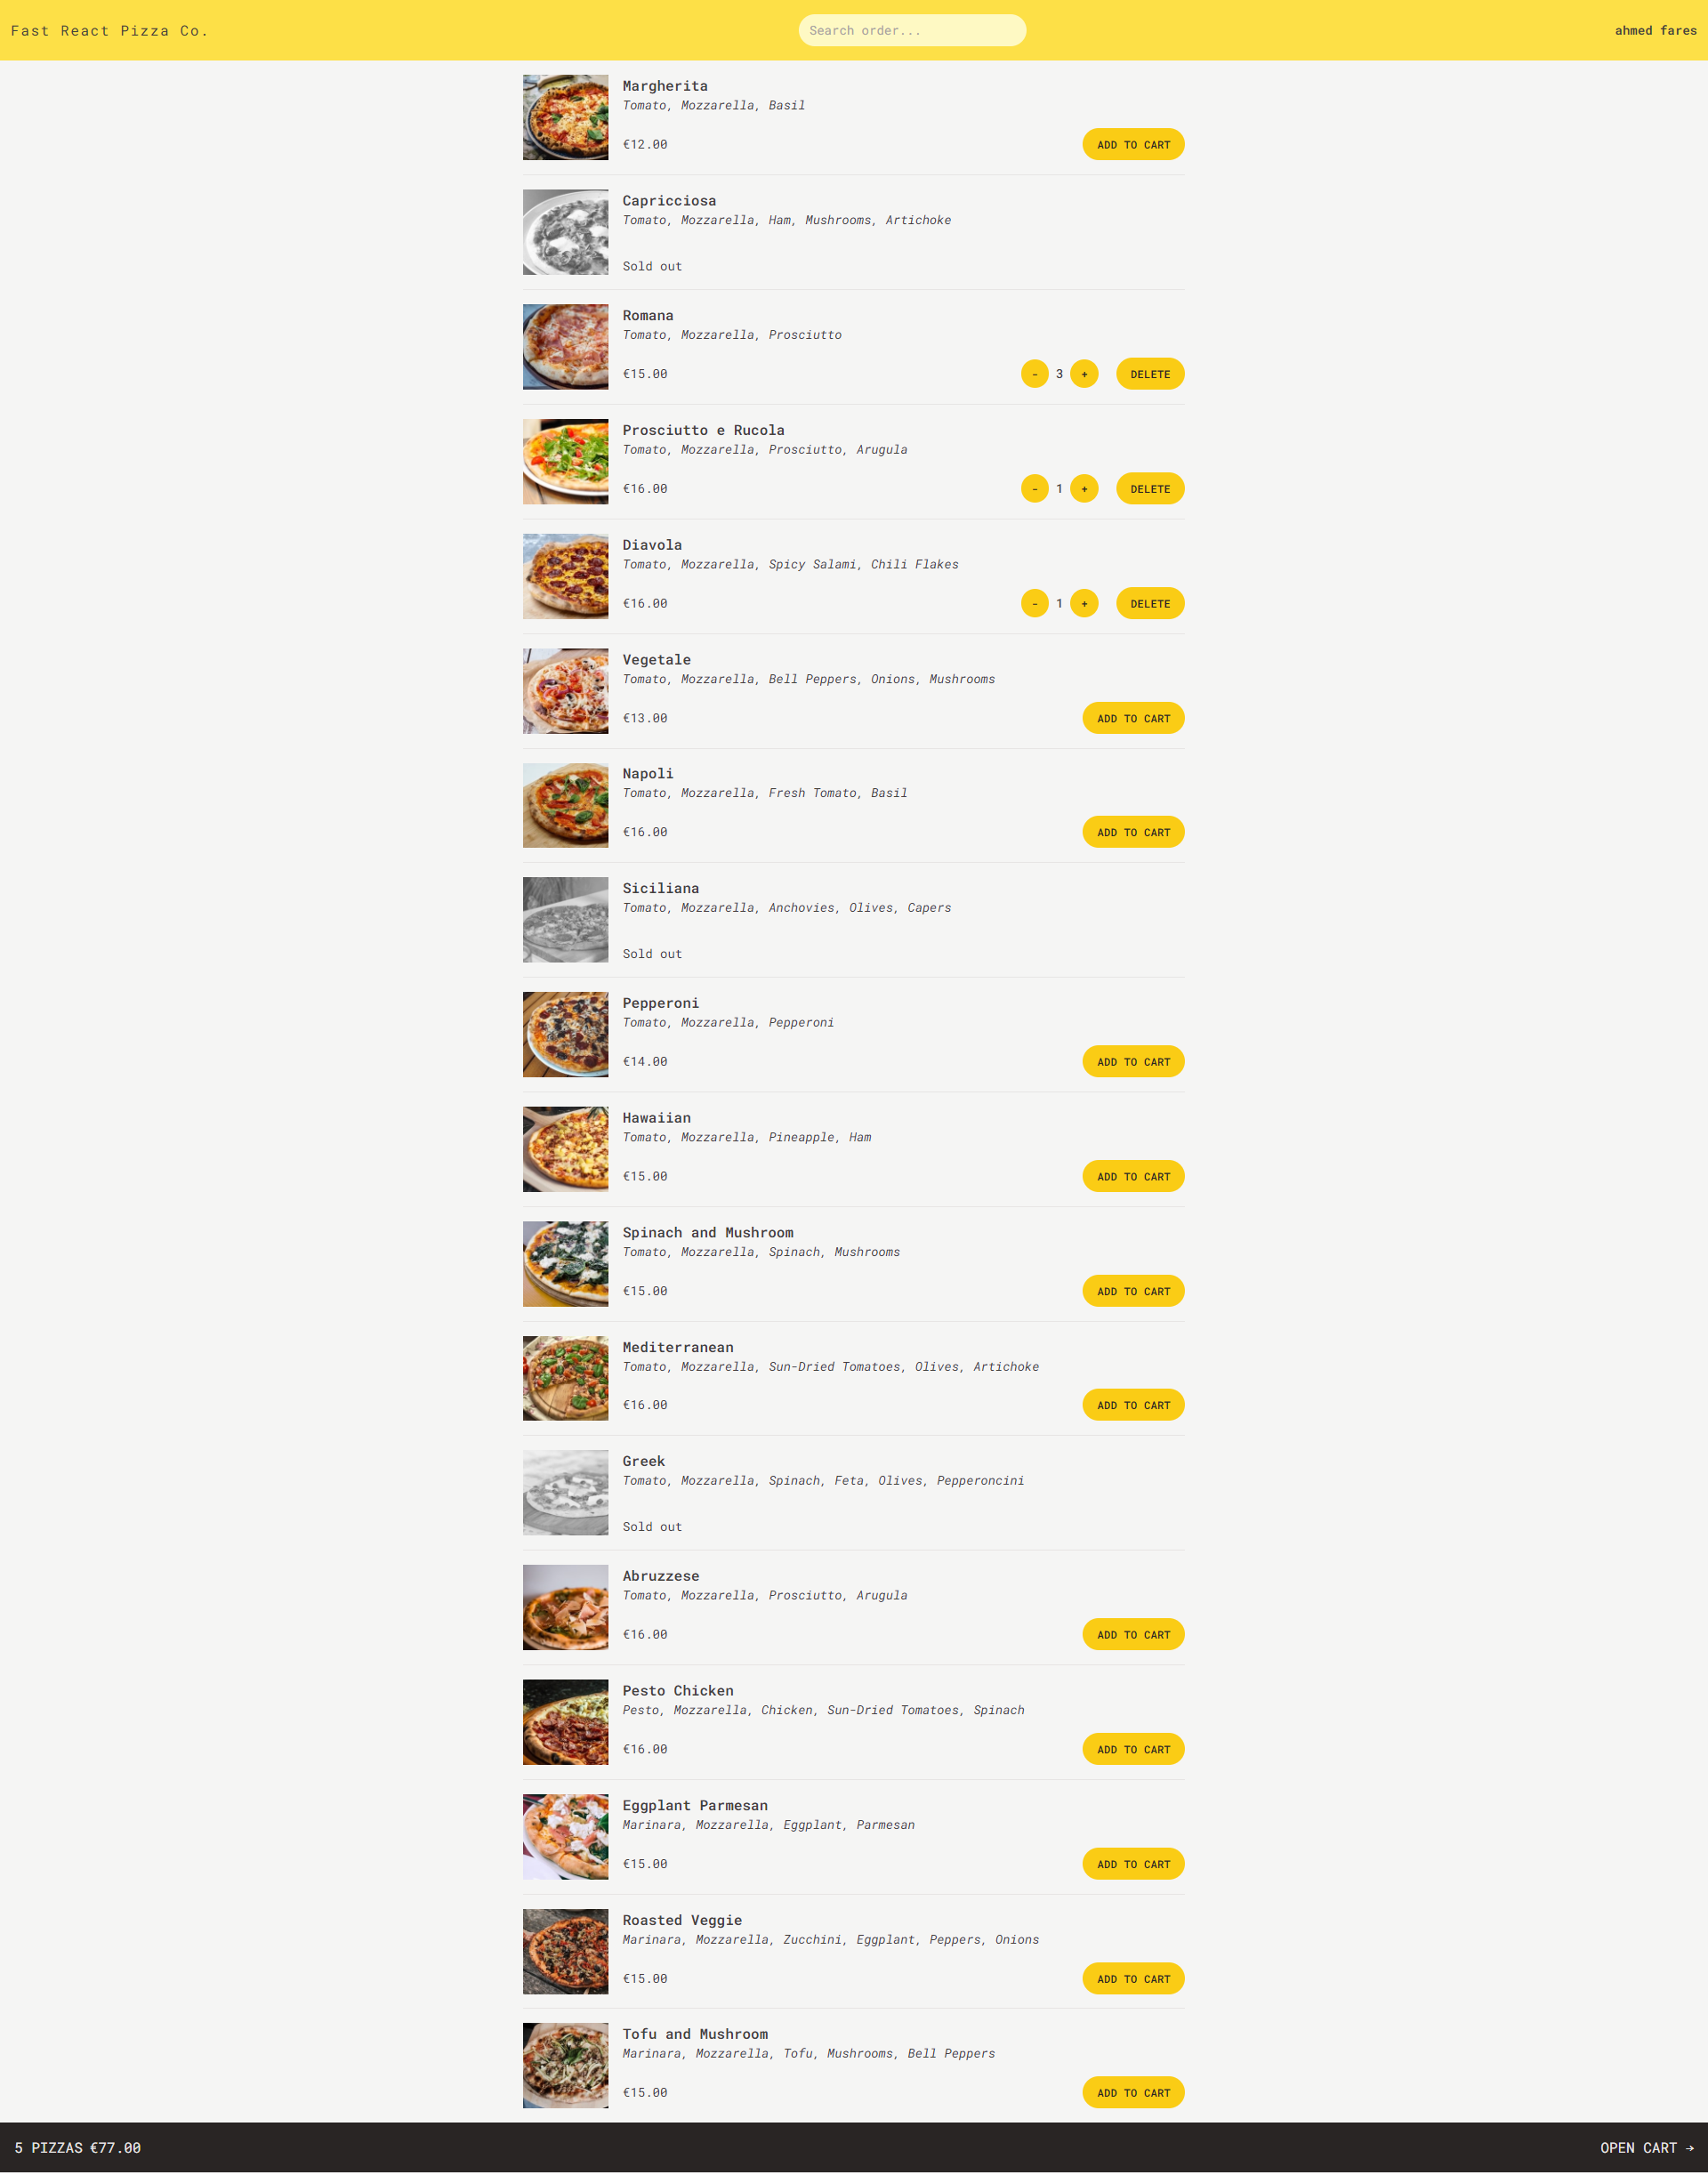 Fast React Pizza Co.
Search order...
ahmed fares
Margherita
Tomato, Mozzarella, Basil
€12.00
ADD TO CART
Capricciosa
Tomato, Mozzarella, Ham, Mushrooms, Artichoke
Sold out
Romana
Tomato, Mozzarella, Prosciutto
€15.00
- 3 +
DELETE
Prosciutto e Rucola
Tomato, Mozzarella, Prosciutto, Arugula
€16.00
- 1 +
DELETE
Diavola
Tomato, Mozzarella, Spicy Salami, Chili Flakes
€16.00
- 1 +
DELETE
Vegetale
Tomato, Mozzarella, Bell Peppers, Onions, Mushrooms
€13.00
ADD TO CART
Napoli
Tomato, Mozzarella, Fresh Tomato, Basil
€16.00
ADD TO CART
Siciliana
Tomato, Mozzarella, Anchovies, Olives, Capers
Sold out
Pepperoni
Tomato, Mozzarella, Pepperoni
€14.00
ADD TO CART
Hawaiian
Tomato, Mozzarella, Pineapple, Ham
€15.00
ADD TO CART
Spinach and Mushroom
Tomato, Mozzarella, Spinach, Mushrooms
€15.00
ADD TO CART
Mediterranean
Tomato, Mozzarella, Sun-Dried Tomatoes, Olives, Artichoke
€16.00
ADD TO CART
Greek
Tomato, Mozzarella, Spinach, Feta, Olives, Pepperoncini
Sold out
Abruzzese
Tomato, Mozzarella, Prosciutto, Arugula
€16.00
ADD TO CART
Pesto Chicken
Pesto, Mozzarella, Chicken, Sun-Dried Tomatoes, Spinach
€16.00
ADD TO CART
Eggplant Parmesan
Marinara, Mozzarella, Eggplant, Parmesan
€15.00
ADD TO CART
Roasted Veggie
Marinara, Mozzarella, Zucchini, Eggplant, Peppers, Onions
€15.00
ADD TO CART
Tofu and Mushroom
Marinara, Mozzarella, Tofu, Mushrooms, Bell Peppers
€15.00
ADD TO CART
5 PIZZAS €77.00
OPEN CART →